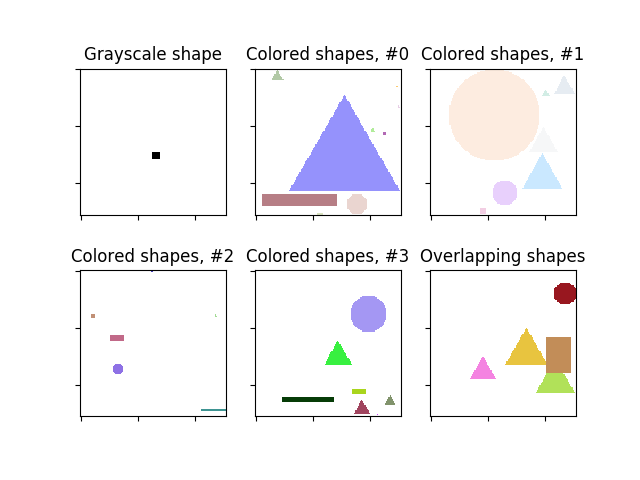 Grayscale shape
Colored shapes, #0
Colored shapes, #1
Colored shapes, #2
Colored shapes, #3
Overlapping shapes